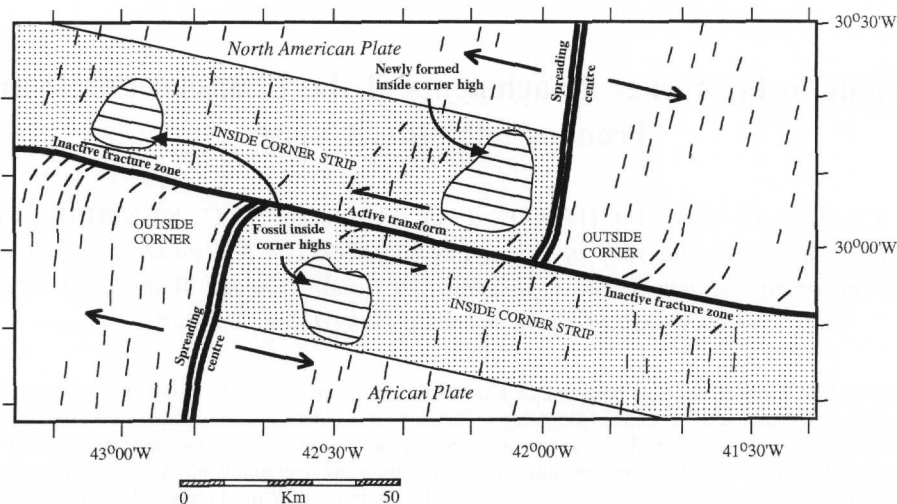 30°30'W
North American Plate
Newly formed
inside corner high
Spreading
centre
INSIDE CORNER STRIP
Inactive fracture zone
OUTSIDE
CORNER
Active transform
Fossil inside
corner highs
OUTSIDE
CORNER
30°00'W
Inactive fracture zone
INSIDE CORNER STRIP
Spreading
centre
African Plate
43°00'W
42°30'W
42°00'W
41°30'W
0
Km
50